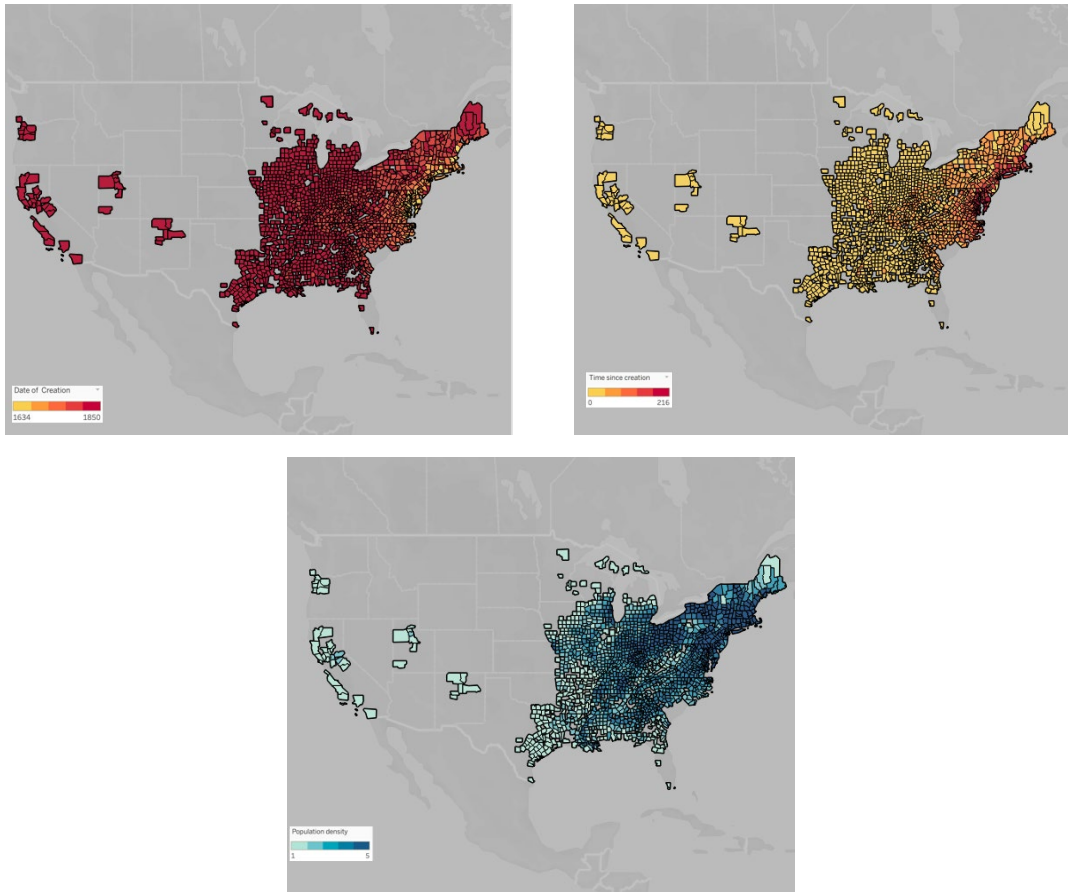 Date of Creation
1634 1850
Time since creation
0 216
Population density
1 5